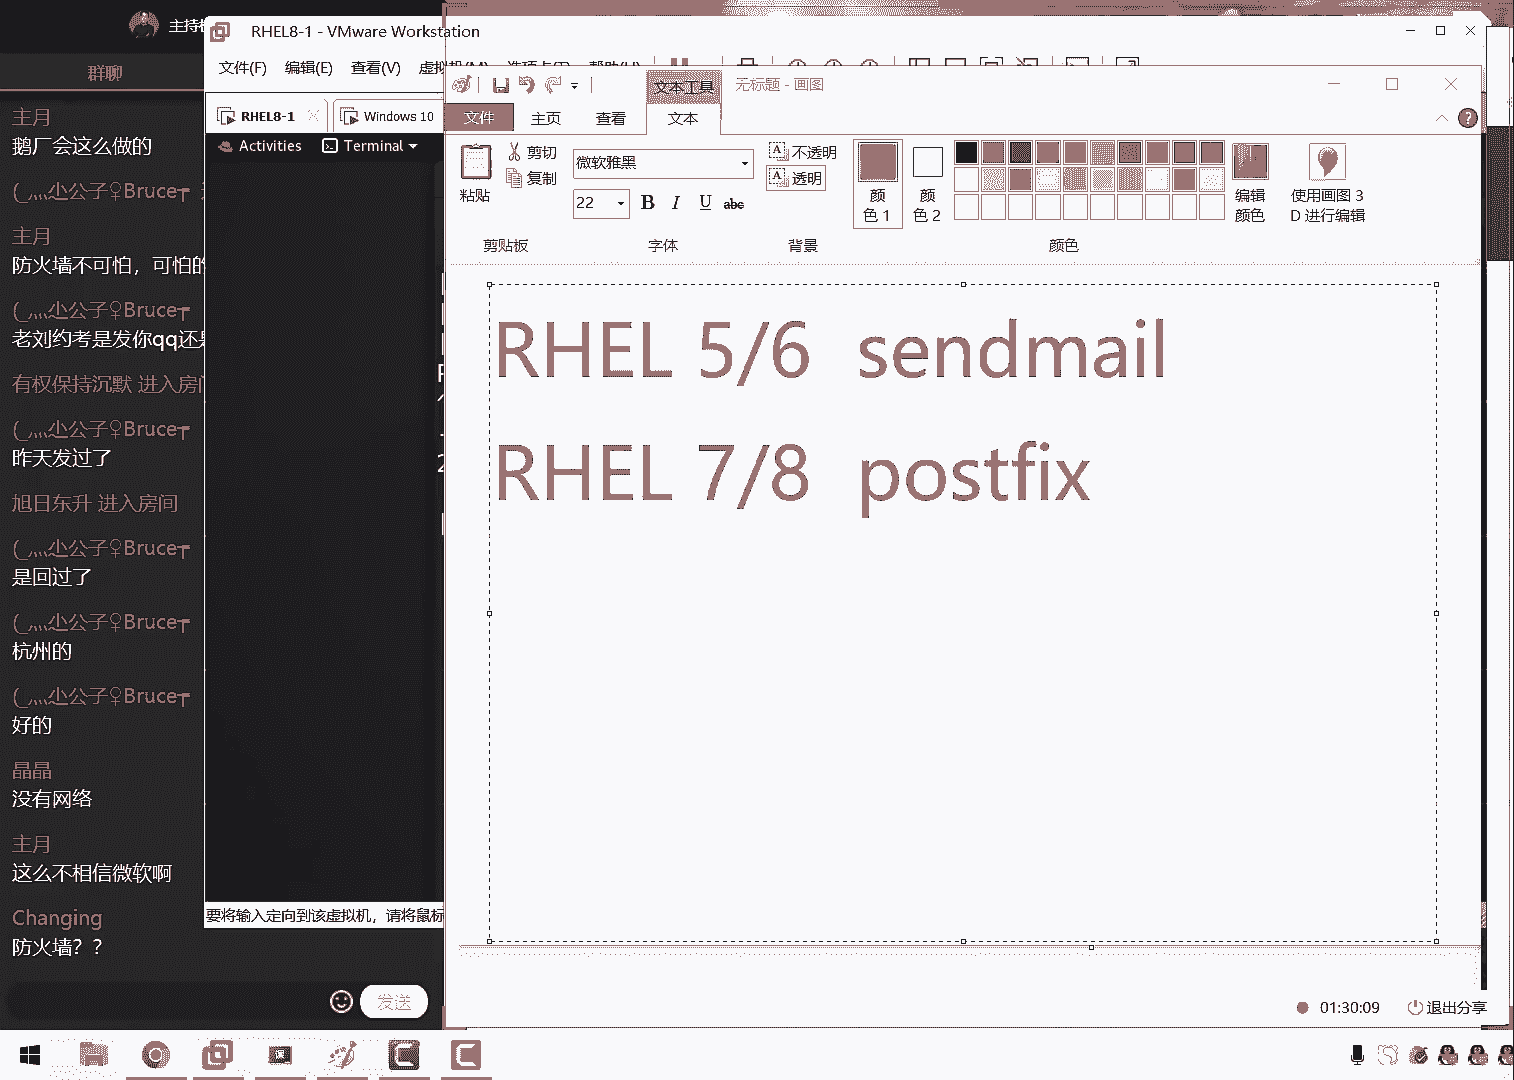 主持
RHEL8-1 - VMware Workstation
群聊
文件(F) 编辑(E) 查看(V)
RHEL8-1
Windows 10
Activities
Terminal
主月
鹅厂会这么做的
公子♀Bruce
主月
防火墙不可怕，可怕的
公子♀Bruce
老刘约考是发你qq还是
有权保持沉默 进入房间
公子♀Bruce
昨天发过了
旭日东升 进入房间
公子♀Bruce
是回过了
公子♀Bruce
杭州的
公子♀Bruce
好的
晶晶
没有网络
主月
这么不相信微软啊
Changing
防火墙？？
发送
要将输入定向到该虚拟机，请将鼠标
文本工具
无标题 - 画图
文件
主页
查看
文本
粘贴
剪切
复制
剪贴板
微软雅黑
22
B I U abc
字体
不透明
透明
背景
颜
色 1
颜
色 2
编辑
颜色
颜色
使用画图 3
D 进行编辑
RHEL 5/6 sendmail
RHEL 7/8 postfix
01:30:09
退出分享